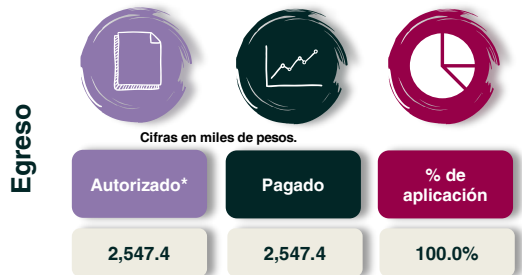 Egreso
Cifras en miles de pesos.
Autorizado*
Pagado
% de
aplicación
2,547.4
2,547.4
100.0%